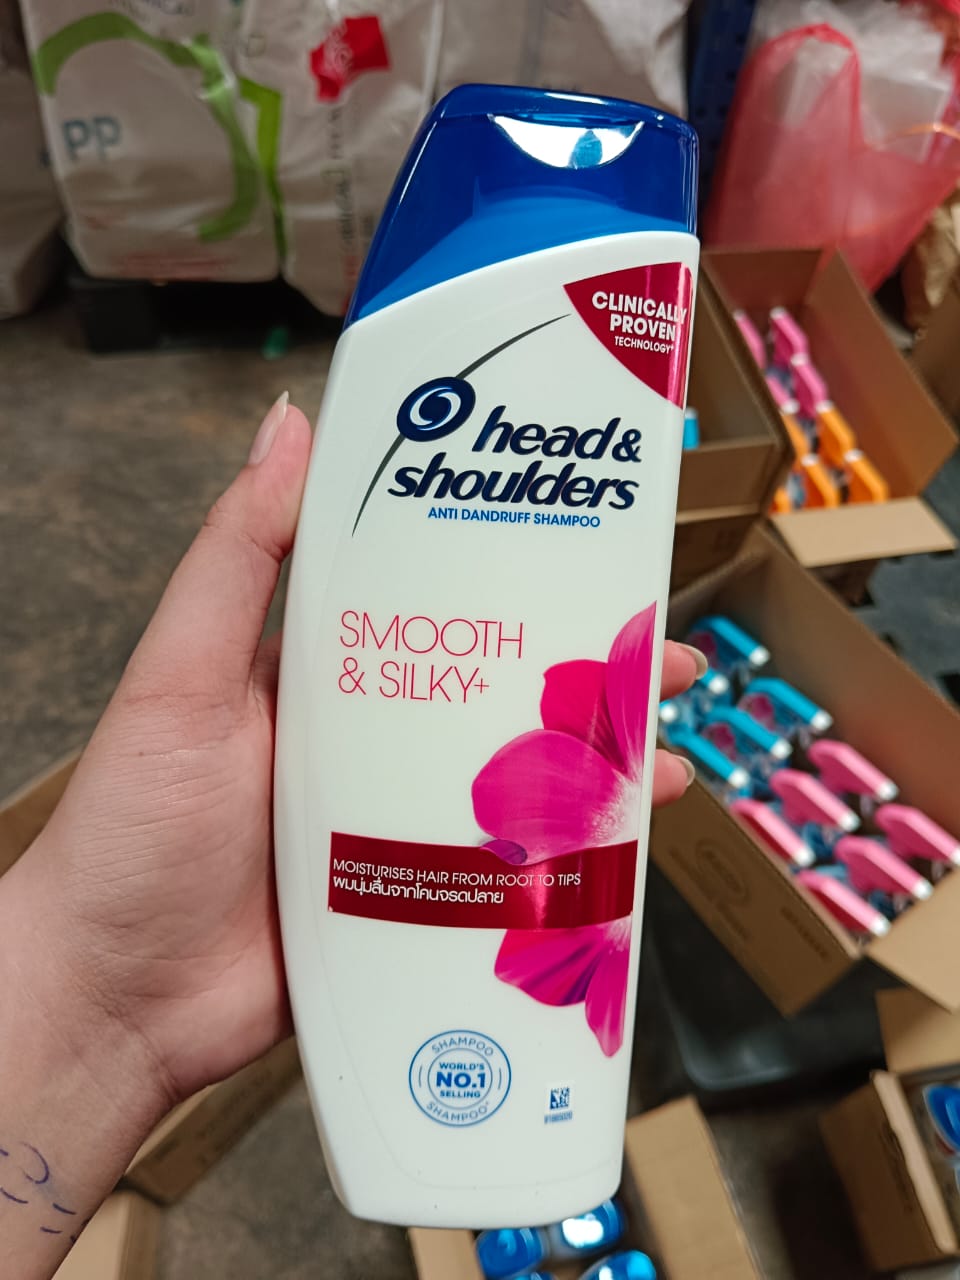 PP
CLINICALLY
PROVEN
TECHNOLOGY+
head &
shoulders
ANTI DANDRUFF SHAMPOO
SMOOTH
& SILKY+
MOISTURISES HAIR FROM ROOT TO TIPS
ผมนุ่มลื่นจากโคนจรดปลาย
SHAMPOO
WORLD'S
NO.1
SELLING
SHAMPOO*